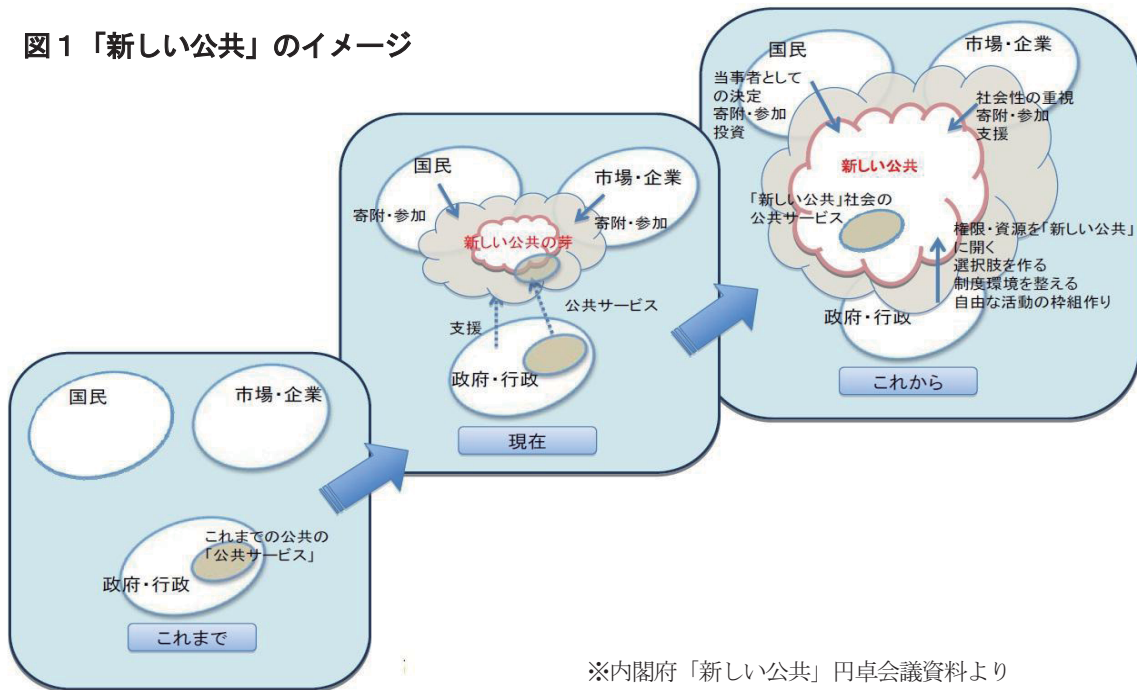 図1「新しい公共」のイメージ
国民
市場・企業
これまでの公共の
「公共サービス」
政府・行政
これまで
国民
市場・企業
寄附・参加
寄附・参加
新しい公共の芽
公共サービス
支援
政府・行政
現在
国民
市場・企業
当事者として
の決定
寄附・参加
投資
社会性の重視
寄附・参加
支援
新しい公共
「新しい公共」社会の
公共サービス
権限・資源を「新しい公共」
に開く
選択肢を作る
制度環境を整える
自由な活動の枠組作り
政府・行政
これから
※内閣府「新しい公共」円卓会議資料より